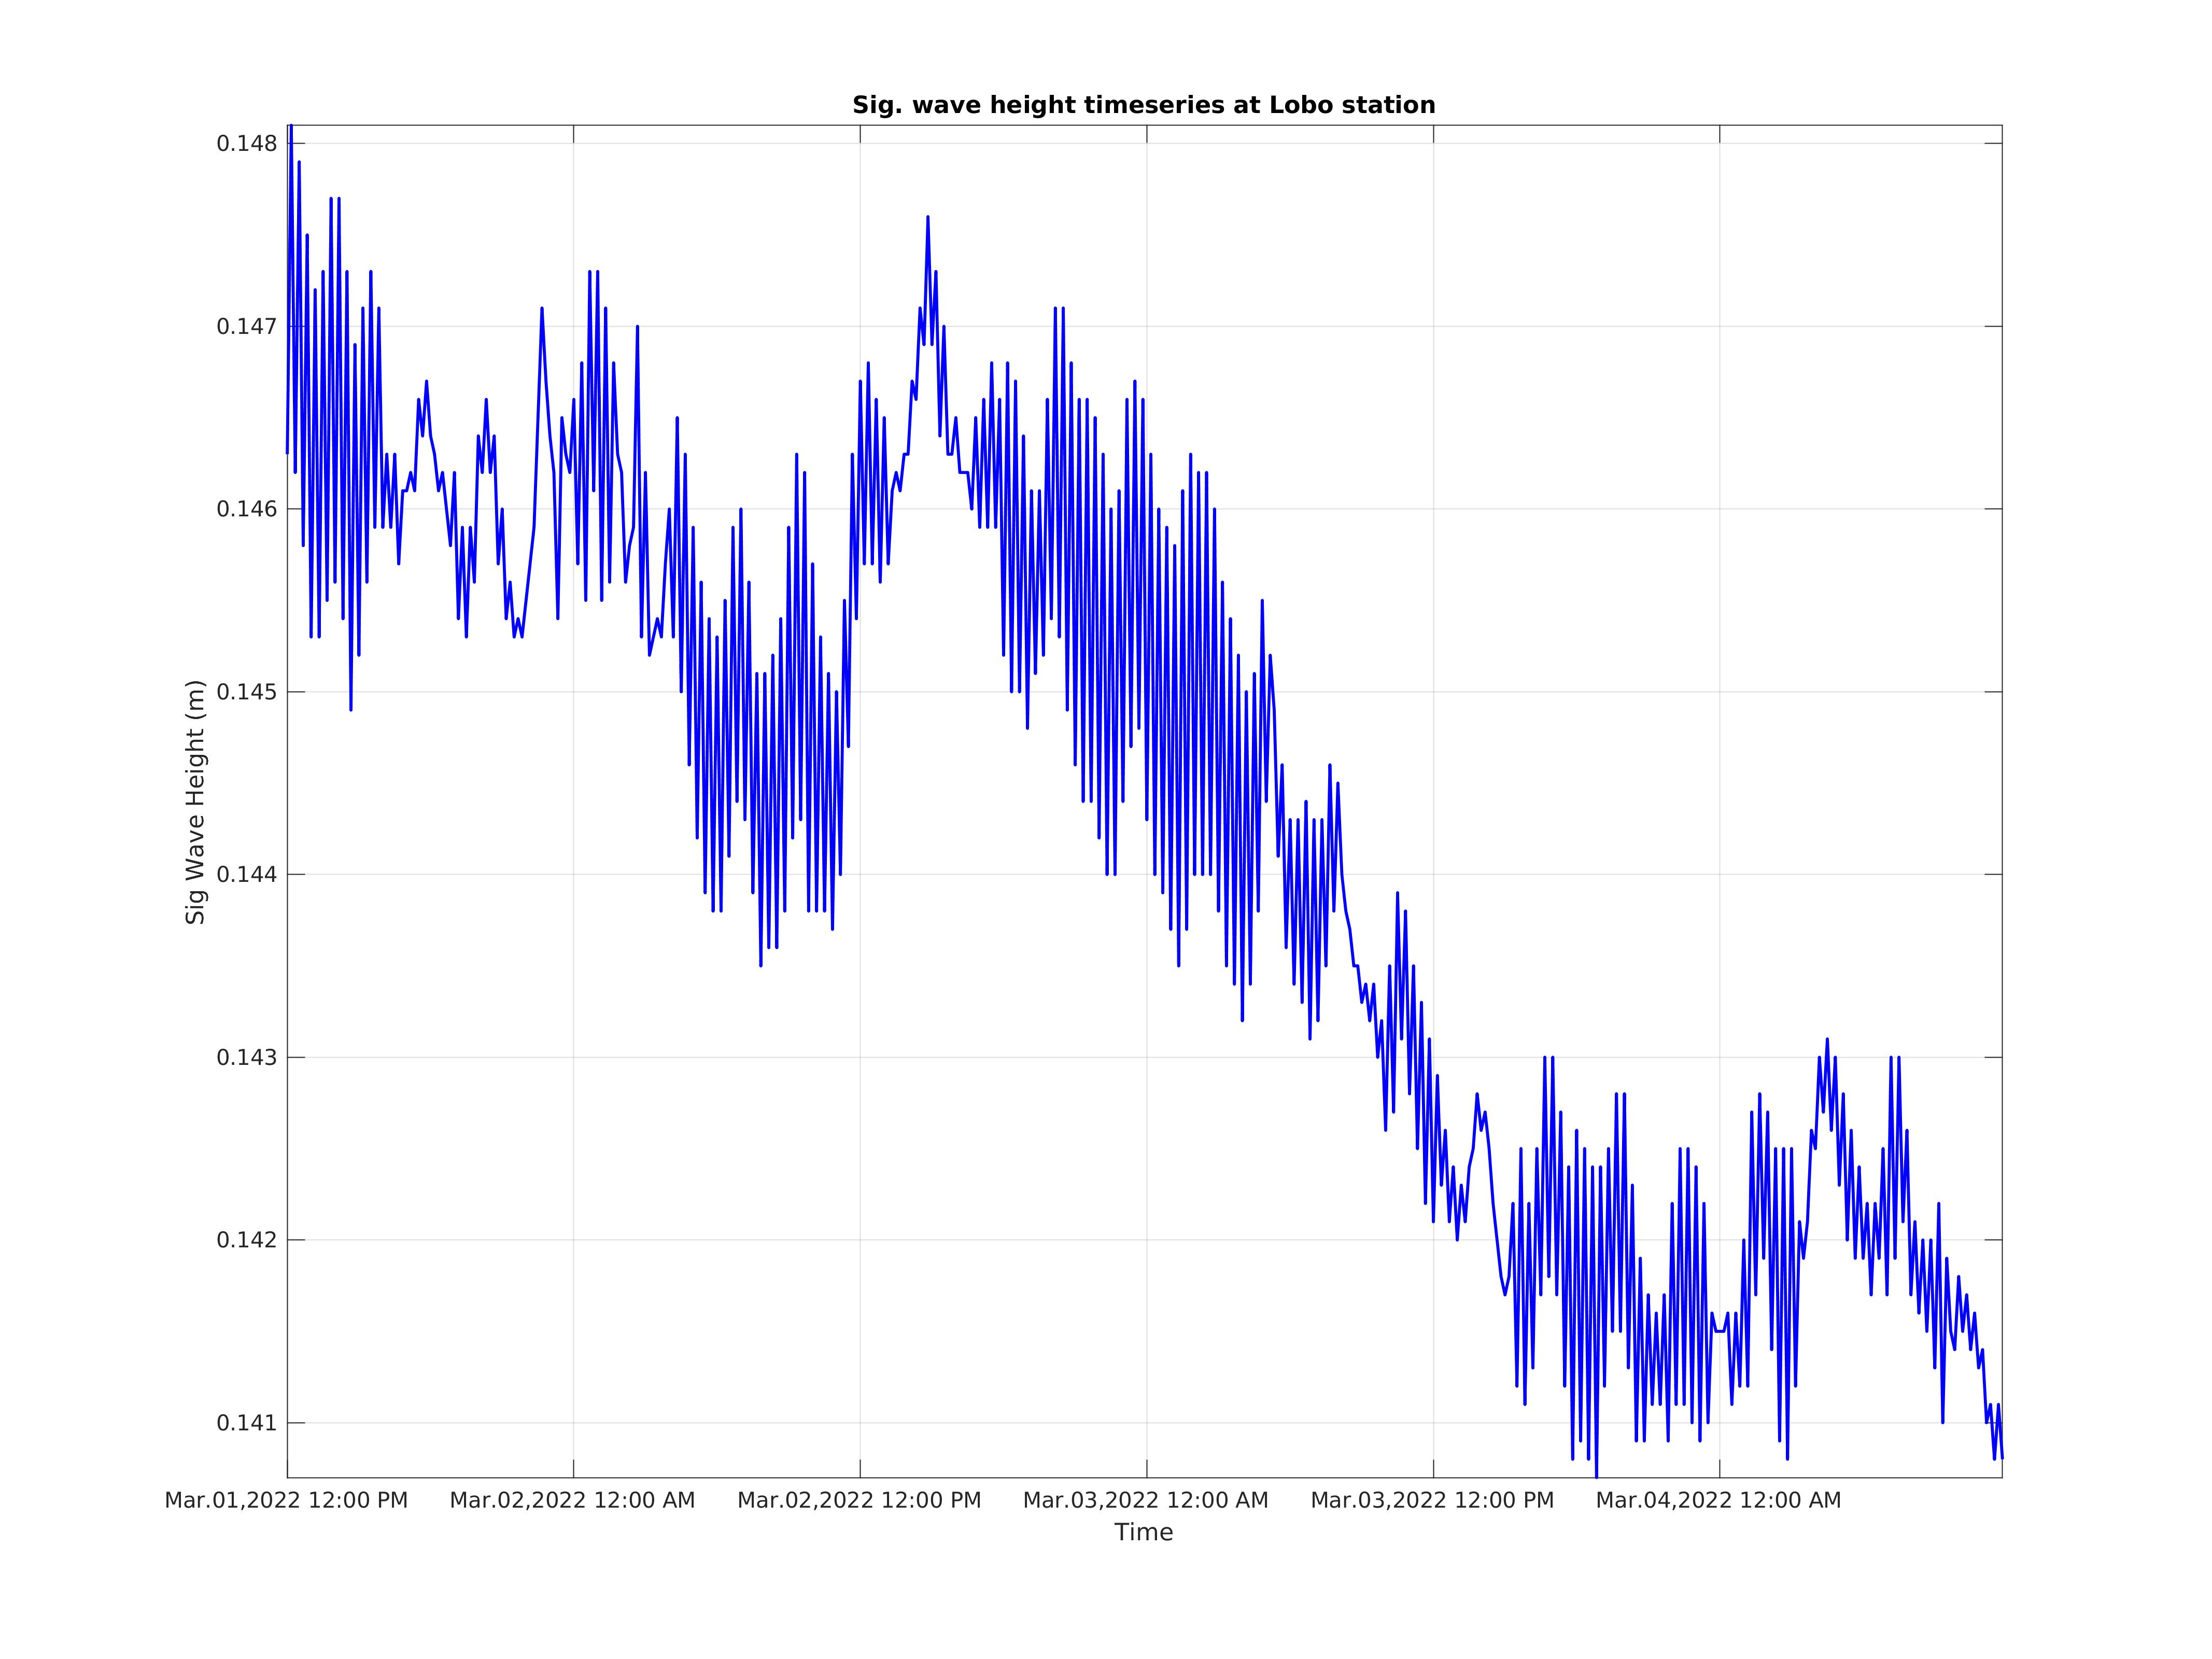 Sig. wave height timeseries at Lobo station
0.148
0.147
0.146
0.145
0.144
0.143
0.142
0.141
Sig Wave Height (m)
Mar.01,2022 12:00 PM
Mar.02,2022 12:00 AM
Mar.02,2022 12:00 PM
Mar.03,2022 12:00 AM
Mar.03,2022 12:00 PM
Mar.04,2022 12:00 AM
Time